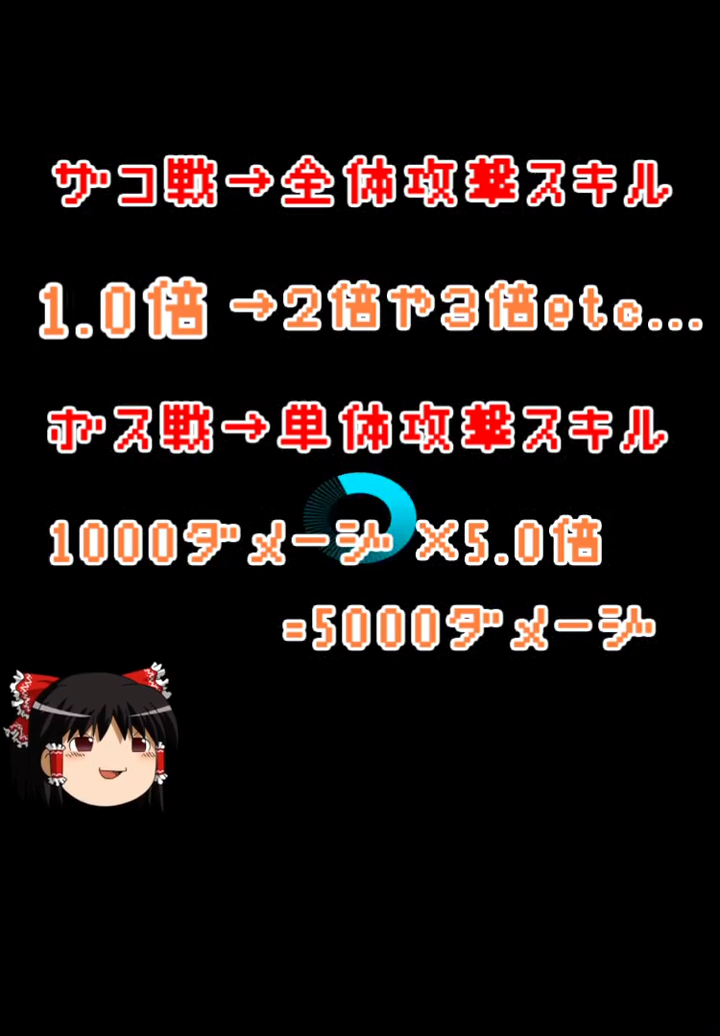 ザコ戦→全体攻撃スキル
1.0倍→2倍や3倍etc...
ボス戦→単体攻撃スキル
1000ダメージ×5.0倍
=5000ダメージ